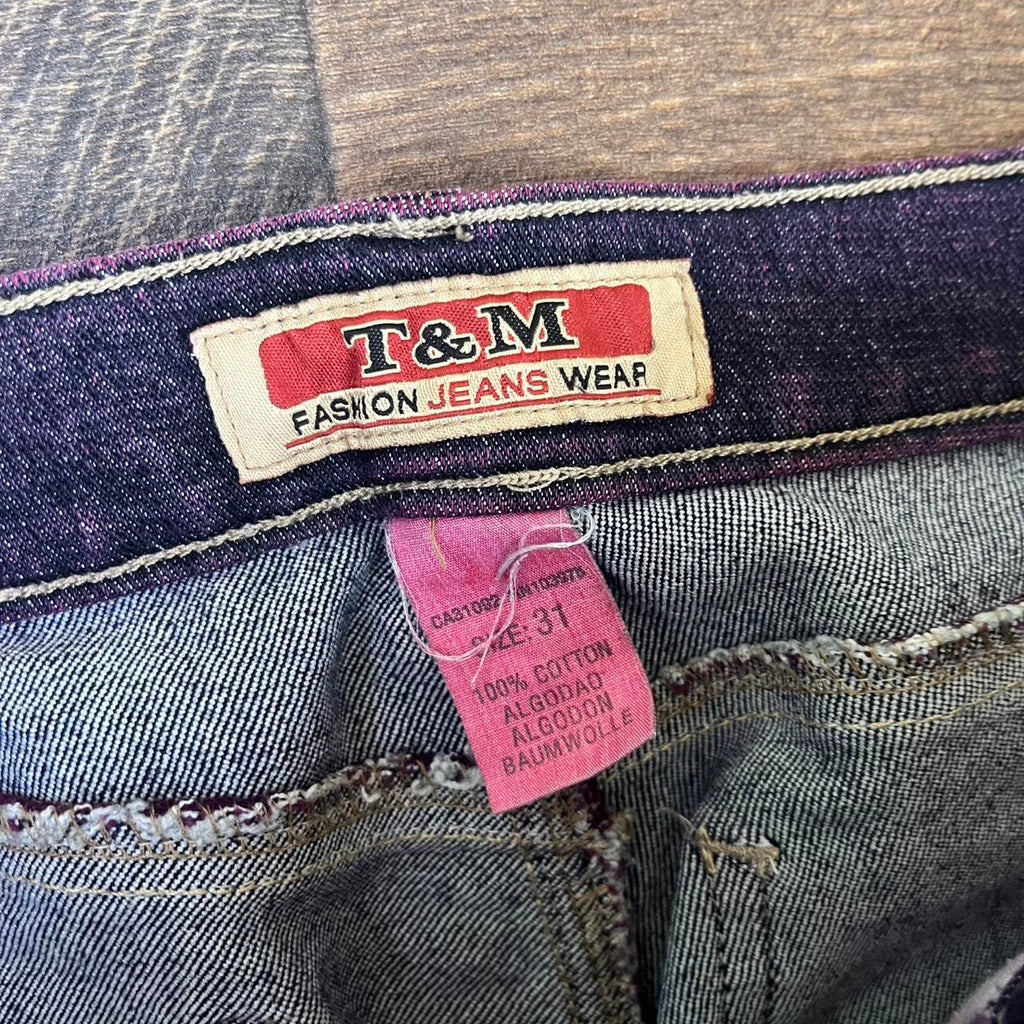 T&M
FASHION JEANS WEAR
SIZE: 31
100% COTTON
ALGODAO
ALGODON
BAUMWOLLE